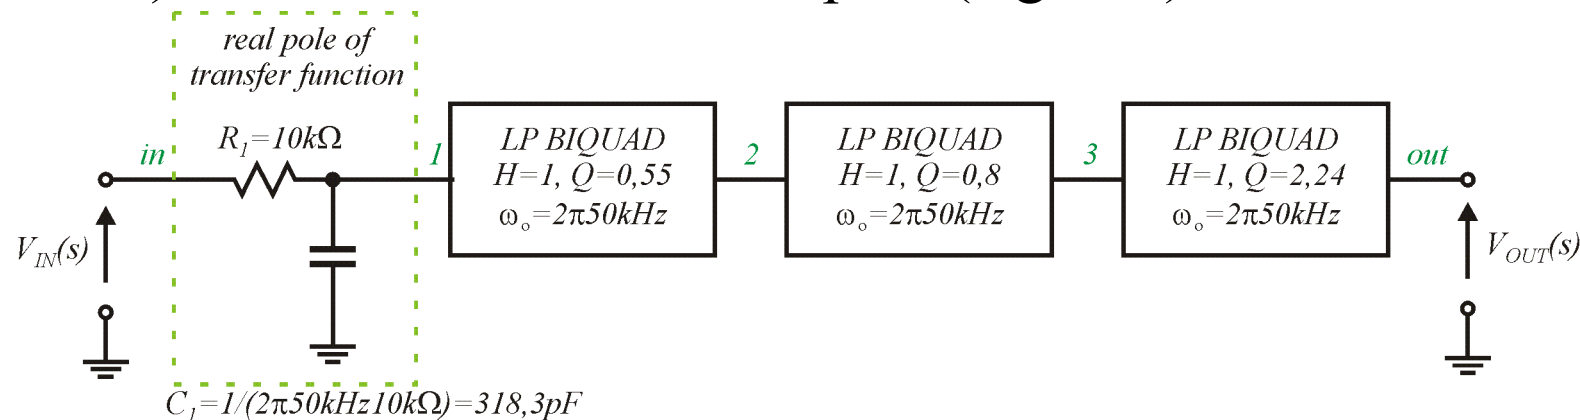 real pole of
transfer function
in
R₁=10kΩ
1
LP BIQUAD
H=1, Q=0,55
ωₒ=2π50kHz
2
LP BIQUAD
H=1, Q=0,8
ωₒ=2π50kHz
3
LP BIQUAD
H=1, Q=2,24
ωₒ=2π50kHz
out
V_IN(s)
V_OUT(s)
C₁=1/(2π50kHz10kΩ)=318,3pF